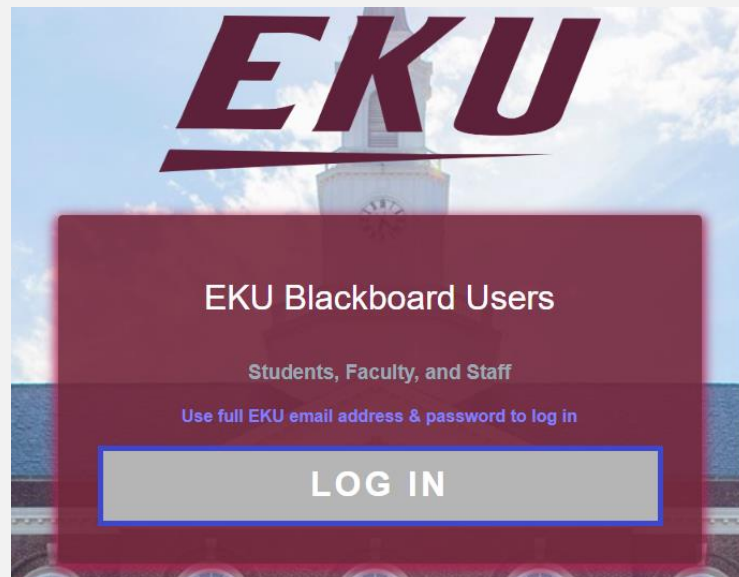 EKU
EKU Blackboard Users
Students, Faculty, and Staff
Use full EKU email address & password to log in
LOG IN